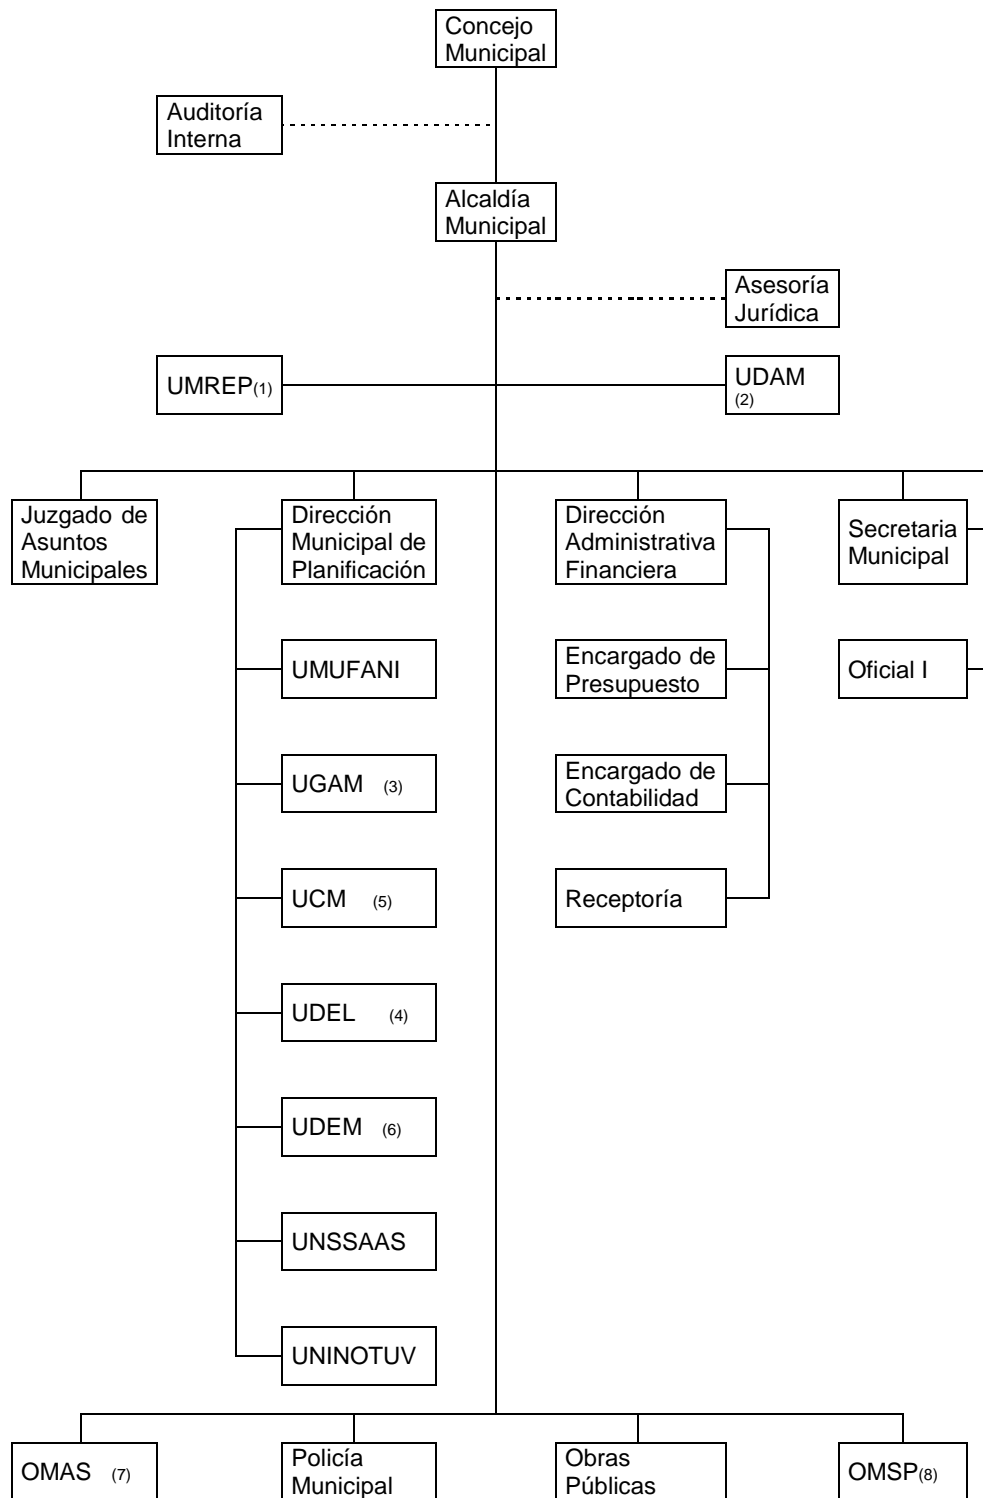 Concejo
Municipal
Auditoría
Interna
Alcaldía
Municipal
Asesoría
Jurídica
UMREP(1)
UDAM
(2)
Juzgado de
Asuntos
Municipales
Dirección
Municipal de
Planificación
Dirección
Administrativa
Financiera
Secretaria
Municipal
UMUFANI
Encargado de
Presupuesto
Oficial I
UGAM (3)
Encargado de
Contabilidad
UCM (5)
Receptoría
UDEL (4)
UDEM (6)
UNSSAAS
UNINOTUV
OMAS (7)
Policía
Municipal
Obras
Públicas
OMSP(8)